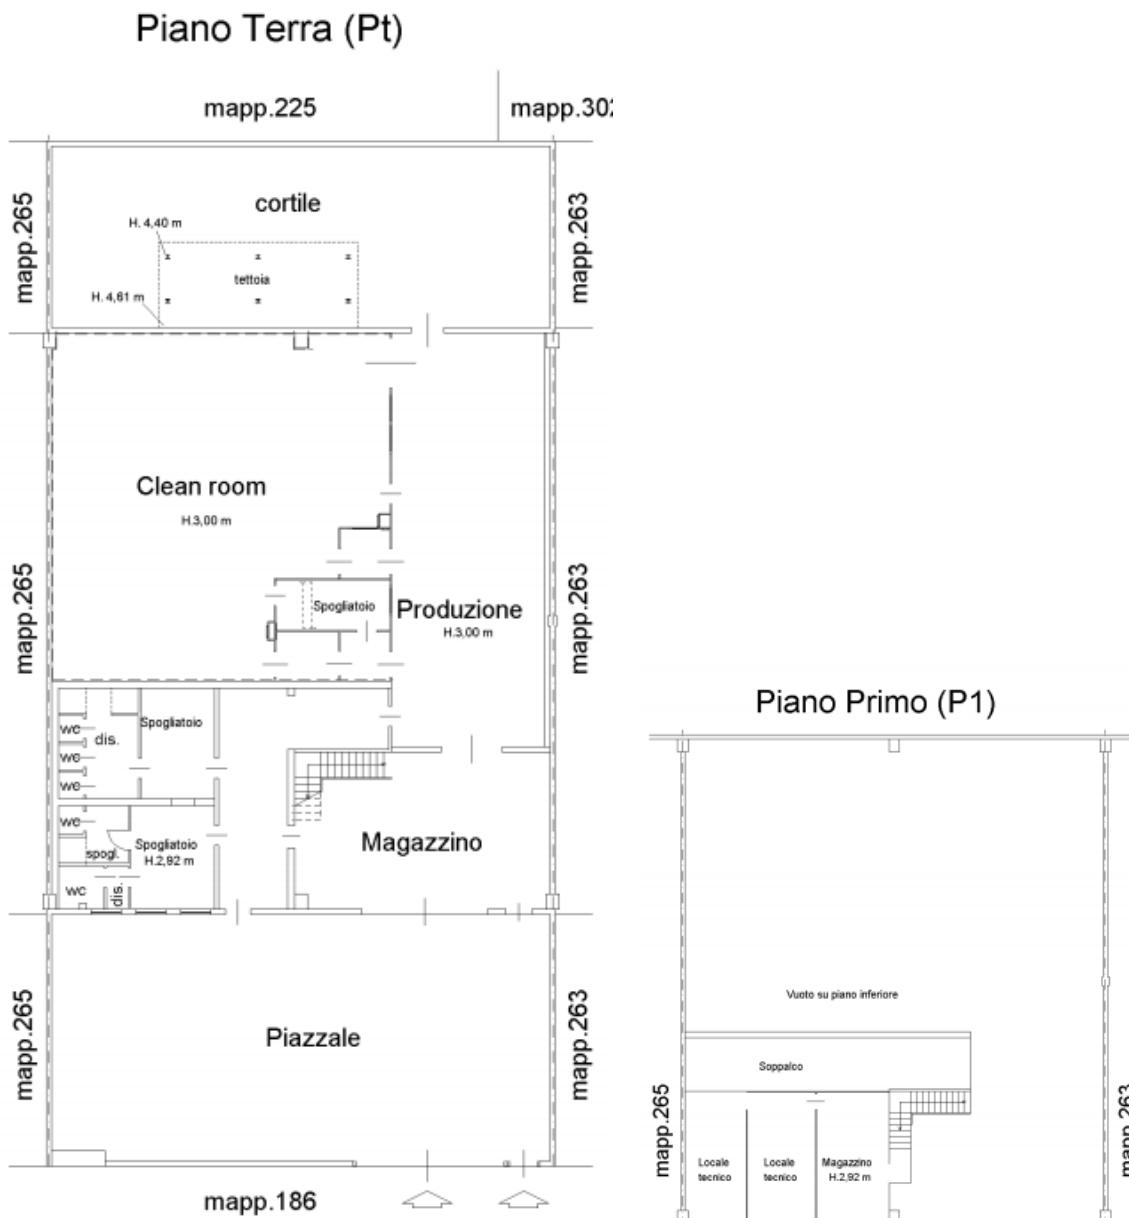 Piano Terra (Pt)
mapp.225
mapp.302
mapp.265
mapp.263
cortile
H. 4,40 m
tettoia
H. 4,61 m
Clean room
H.3,00 m
mapp.265
mapp.263
Spogliatoio
Produzione
H.3,00 m
Spogliatoio
wc
dis.
wc
wc
wc
Spogliatoio
H.2,92 m
spogl.
wc
dis.
Magazzino
mapp.265
mapp.263
Piazzale
mapp.186
Piano Primo (P1)
Vuoto su piano inferiore
Soppalco
mapp.265
mapp.263
Locale
tecnico
Locale
tecnico
Magazzino
H.2,92 m